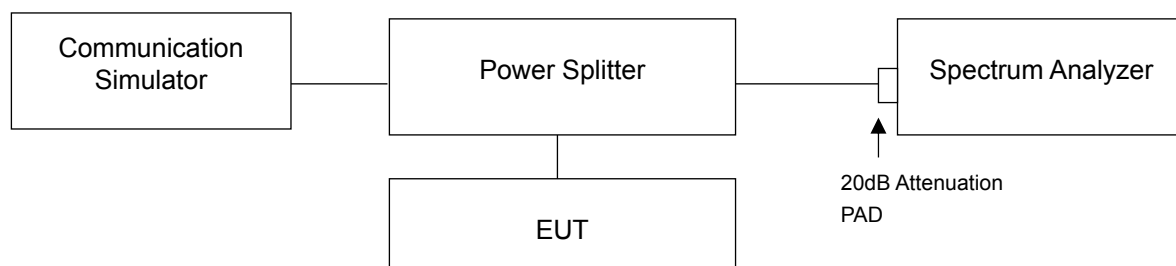 Communication
Simulator
Power Splitter
Spectrum Analyzer
20dB Attenuation
PAD
EUT